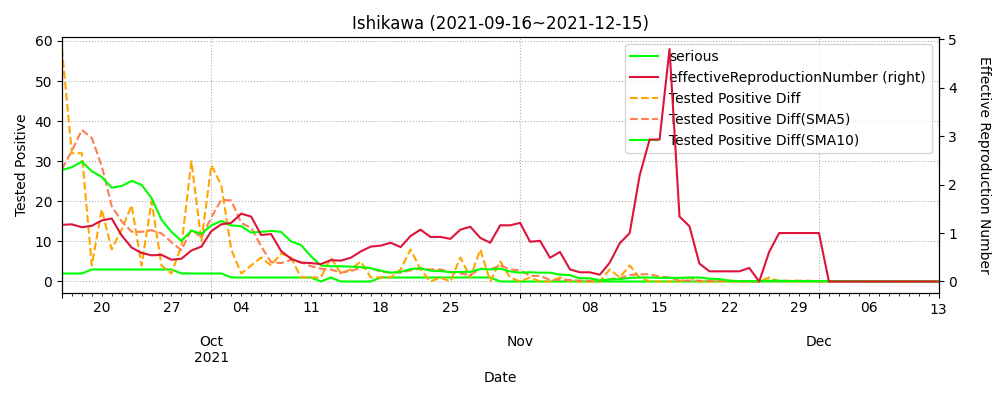 Ishikawa (2021-09-16~2021-12-15)
60
50
40
30
20
10
0
Tested Positive
5
4
3
2
1
0
Effective Reproduction Number
serious
effectiveReproductionNumber (right)
Tested Positive Diff
Tested Positive Diff(SMA5)
Tested Positive Diff(SMA10)
20 27 04 11 18 25 08 15 22 29 06 13
Oct Nov Dec
2021
Date